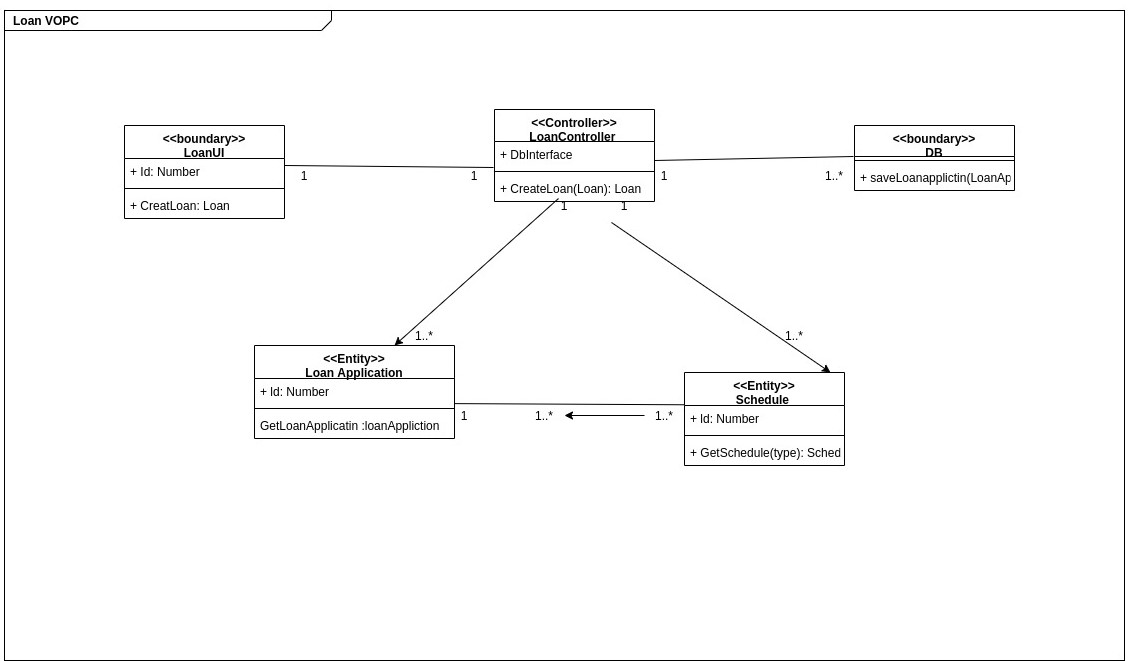 Loan VOPC
<<boundary>>
LoanUI
+ Id: Number
+ CreatLoan: Loan
1
1
<<Controller>>
LoanController
+ DbInterface
+ CreateLoan(Loan): Loan
1
1
1
1..*
<<boundary>>
DB
+ saveLoanapplictin(LoanAp
1..*
1..*
<<Entity>>
Loan Application
+ Id: Number
GetLoanApplicatin :loanAppliction
1
1..*
1..*
<<Entity>>
Schedule
+ Id: Number
+ GetSchedule(type): Sched